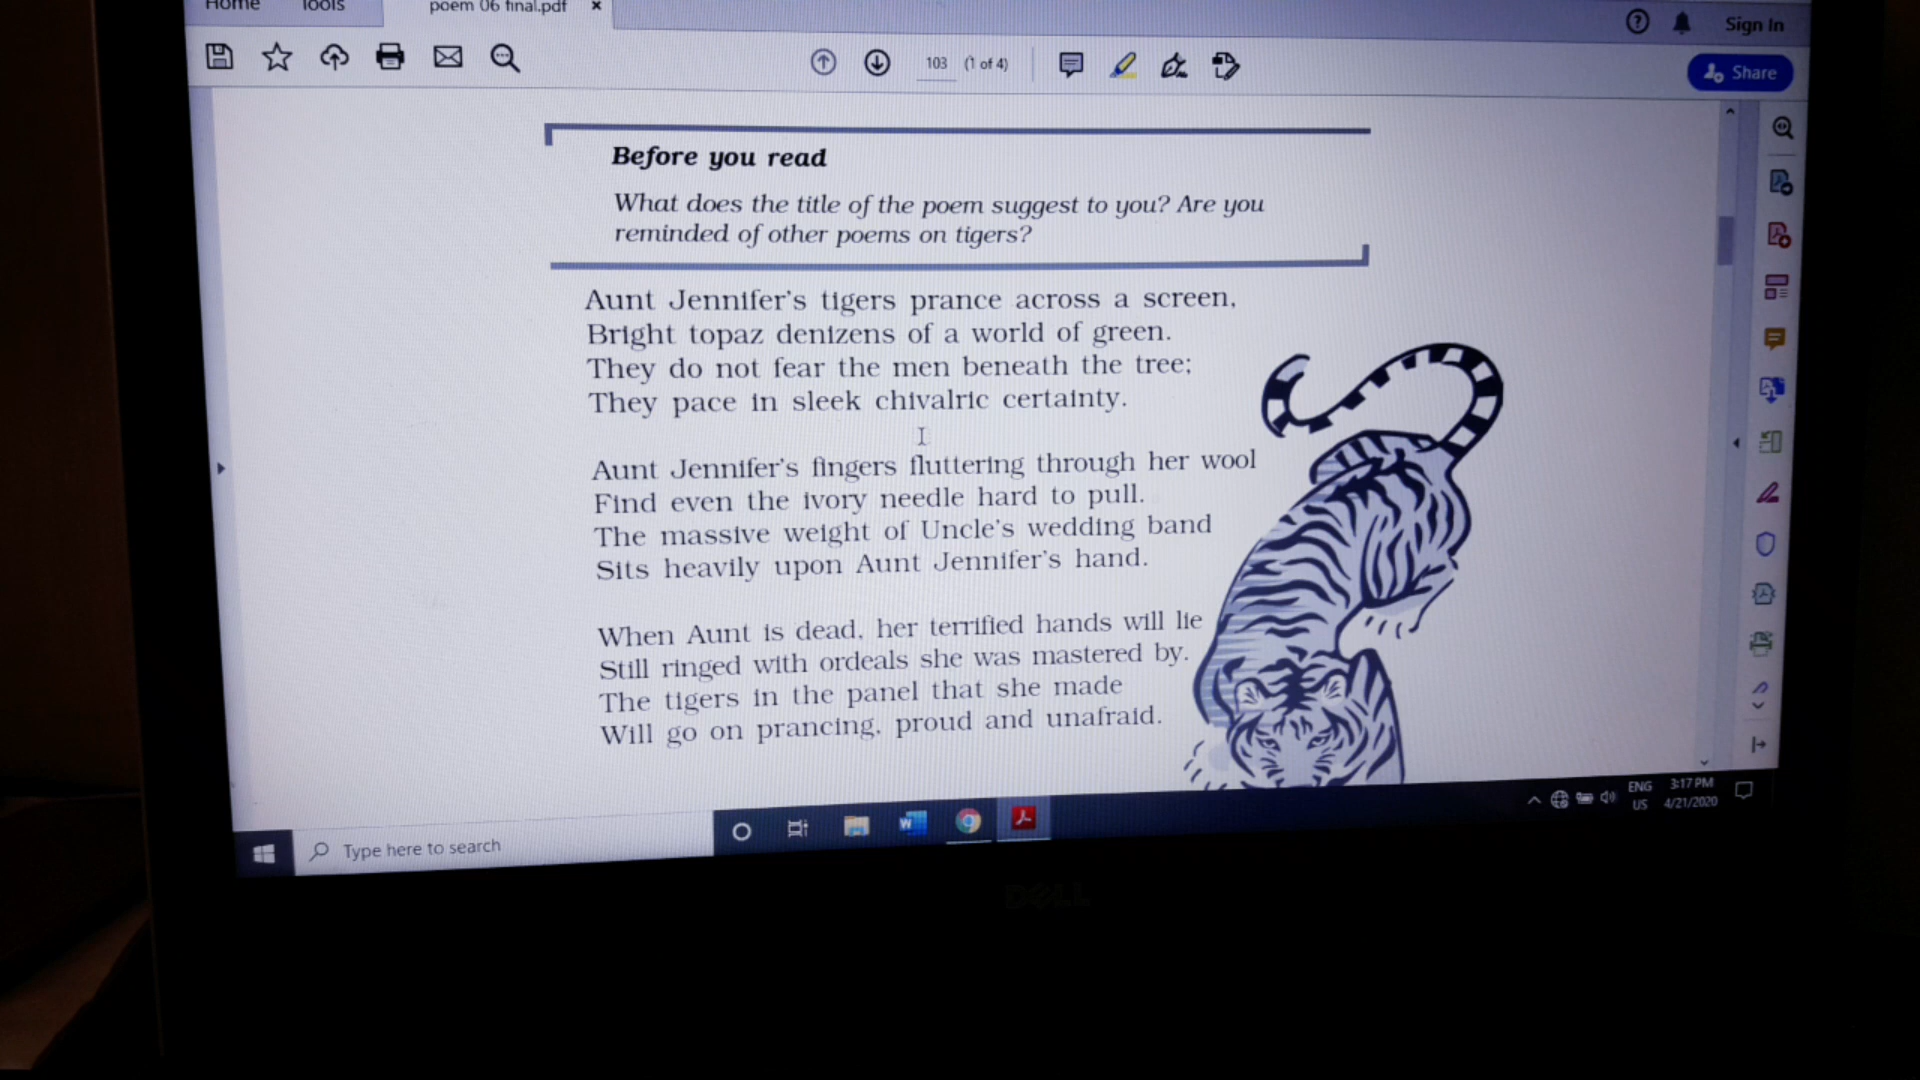 Home Tools poem 06 final.pdf ×
Sign In
103 (1 of 4)
Share
Before you read
What does the title of the poem suggest to you? Are you
reminded of other poems on tigers?
Aunt Jennifer's tigers prance across a screen,
Bright topaz denizens of a world of green.
They do not fear the men beneath the tree;
They pace in sleek chivalric certainty.
Aunt Jennifer's fingers fluttering through her wool
Find even the ivory needle hard to pull.
The massive weight of Uncle's wedding band
Sits heavily upon Aunt Jennifer's hand.
When Aunt is dead, her terrified hands will lie
Still ringed with ordeals she was mastered by.
The tigers in the panel that she made
Will go on prancing, proud and unafraid.
Type here to search
ENG 3:17 PM
US 4/21/2020
DELL